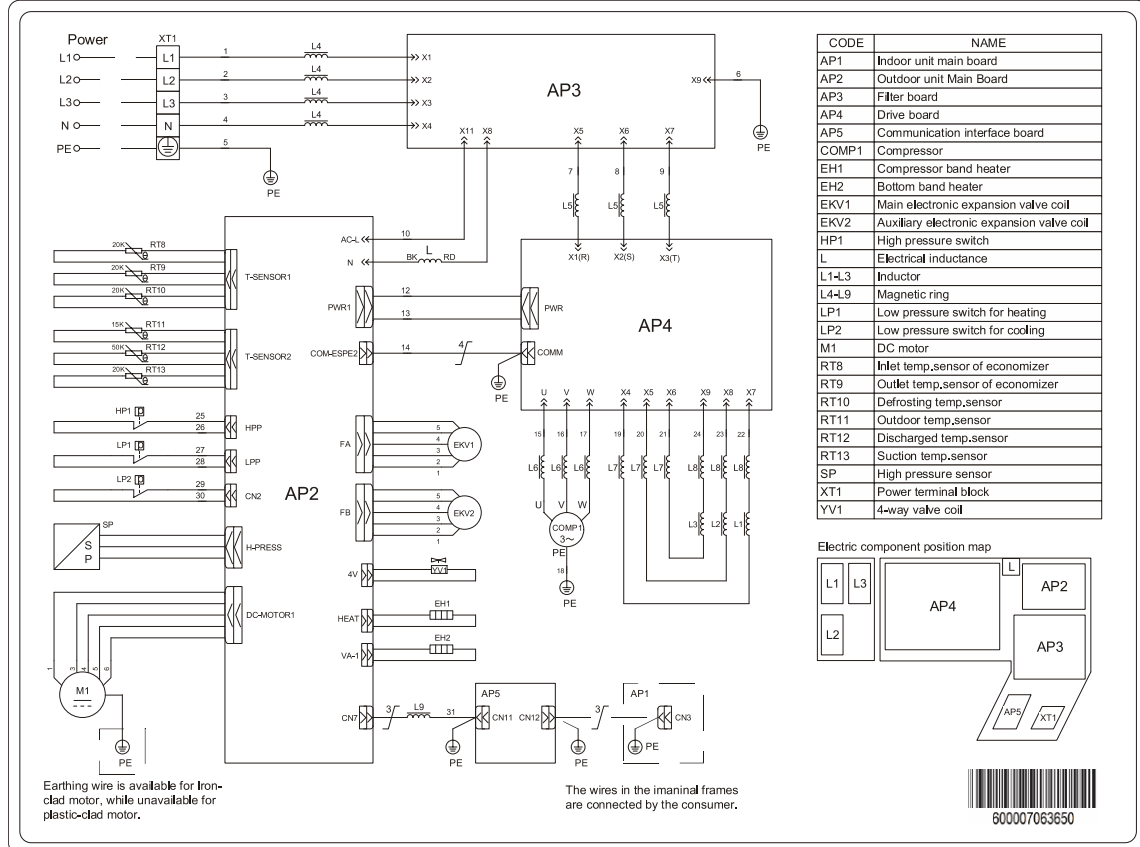 Power
XT1
L1
L1
1
L4
X1
L2
L2
2
L4
X2
L3
L3
3
L4
X3
N
N
4
L4
X4
PE
5
PE
AP3
X9
6
PE
X11
X8
X5
X6
X7
7
8
9
L5
L5
L5
X1(R)
X2(S)
X3(T)
AC-L
10
N
BK
L
RD
20K
RT8
20K
RT9
20K
RT10
T-SENSOR1
15K
RT11
50K
RT12
20K
RT13
T-SENSOR2
PWR1
12
13
PWR
COM-ESPE2
14
4
COMM
PE
AP4
U
V
W
X4
X5
X6
X9
X8
X7
15
16
17
19
20
21
24
23
22
L6
L6
L6
L7
L7
L7
L8
L8
L8
U
V
W
L3
L2
L1
COMP1
3~
PE
18
PE
HP1
P
25
26
HPP
LP1
P
27
28
LPP
LP2
P
29
30
CN2
AP2
SP
S
P
H-PRESS
DC-MOTOR1
1
3
4
5
6
M1
PE
FA
5
4
3
2
1
EKV1
FB
5
4
3
2
1
EKV2
4V
YV1
HEAT
EH1
VA-1
EH2
CN7
3
L9
31
AP5
CN11
CN12
PE
PE
3
AP1
CN3
PE
Earthing wire is available for Iron-
clad motor, while unavailable for
plastic-clad motor.
The wires in the imaninal frames
are connected by the consumer.
CODE NAME
AP1 Indoor unit main board
AP2 Outdoor unit Main Board
AP3 Filter board
AP4 Drive board
AP5 Communication interface board
COMP1 Compressor
EH1 Compressor band heater
EH2 Bottom band heater
EKV1 Main electronic expansion valve coil
EKV2 Auxiliary electronic expansion valve coil
HP1 High pressure switch
L Electrical inductance
L1-L3 Inductor
L4-L9 Magnetic ring
LP1 Low pressure switch for heating
LP2 Low pressure switch for cooling
M1 DC motor
RT8 Inlet temp.sensor of economizer
RT9 Outlet temp.sensor of economizer
RT10 Defrosting temp.sensor
RT11 Outdoor temp.sensor
RT12 Discharged temp.sensor
RT13 Suction temp.sensor
SP High pressure sensor
XT1 Power terminal block
YV1 4-way valve coil
Electric component position map
L1
L3
L2
AP4
L
AP2
AP3
AP5
XT1
600007063650